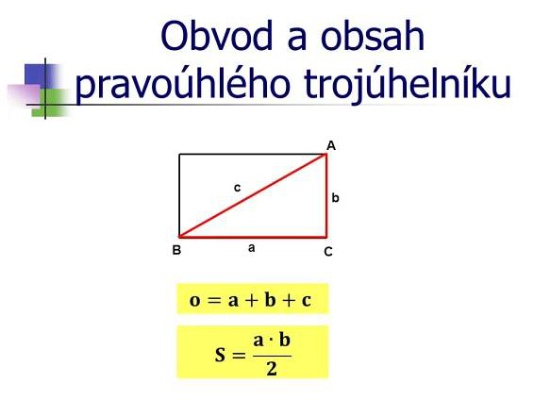 Obvod a obsah
pravoúhlého trojúhelníku
A
c
b
B
a
C
o = a + b + c
S = a · b / 2